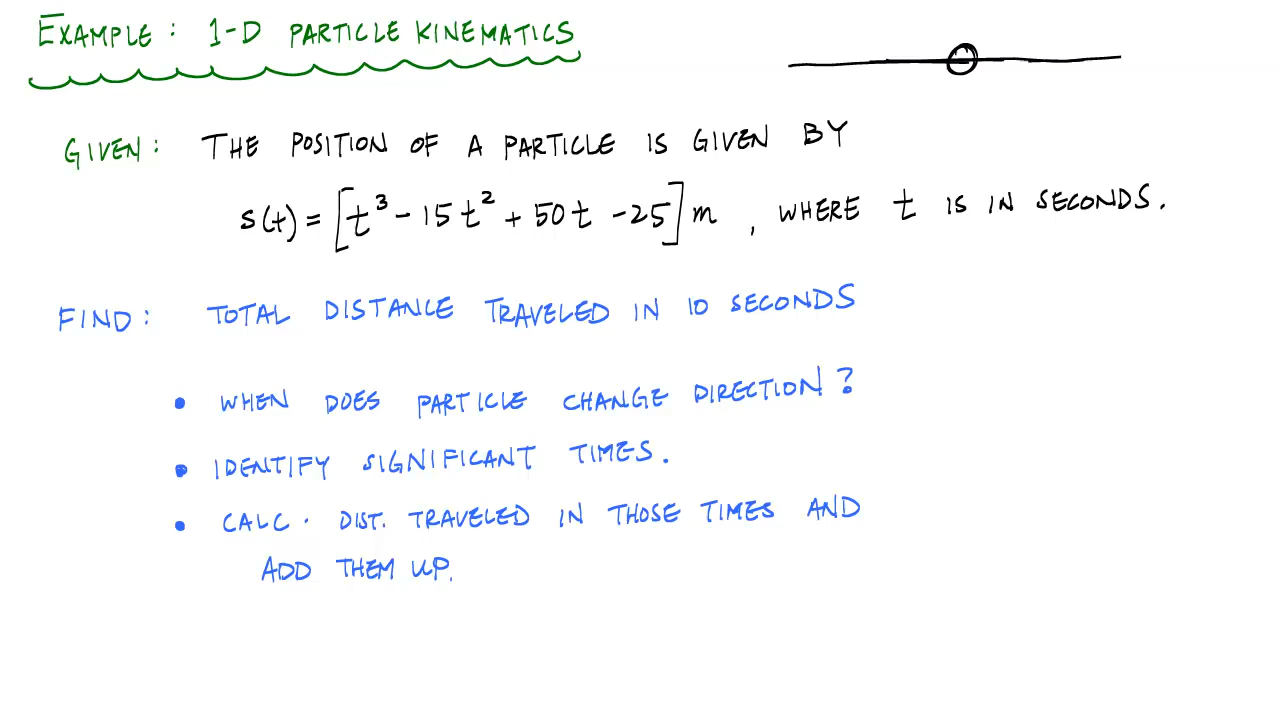 EXAMPLE: 1-D PARTICLE KINEMATICS
GIVEN: THE POSITION OF A PARTICLE IS GIVEN BY
s(t) = [t³ - 15t² + 50t - 25] m, WHERE t IS IN SECONDS.
FIND: TOTAL DISTANCE TRAVELED IN 10 SECONDS
• WHEN DOES PARTICLE CHANGE DIRECTION?
• IDENTIFY SIGNIFICANT TIMES.
• CALC. DIST. TRAVELED IN THOSE TIMES AND
ADD THEM UP.